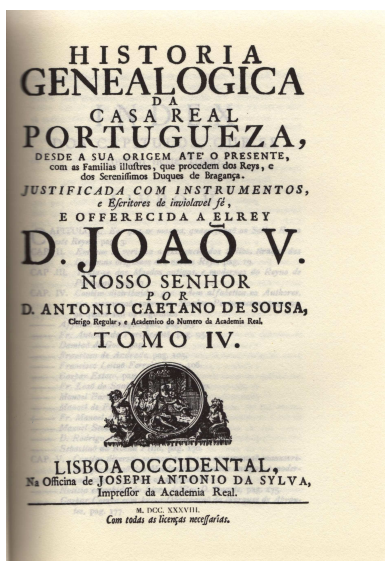 HISTORIA
GENEALOGICA
DA
CASA REAL
PORTUGUEZA,
DESDE A SUA ORIGEM ATE' O PRESENTE,
com as Familias illustres, que procedem dos Reys, e
dos Serenissimos Duques de Bragança.
JUSTIFICADA COM INSTRUMENTOS,
e Escritores de inviolavel fé,
E OFFERECIDA A ELREY
D. JOAÕ V.
NOSSO SENHOR
POR
D. ANTONIO CAETANO DE SOUSA,
Clerigo Regular, e Academico do Numero da Academia Real.
TOMO IV.
LISBOA OCCIDENTAL,
Na Officina de JOSEPH ANTONIO DA SYLVA,
Impressor da Academia Real.
M. DCC. XXXVIII.
Com todas as licenças necessarias.